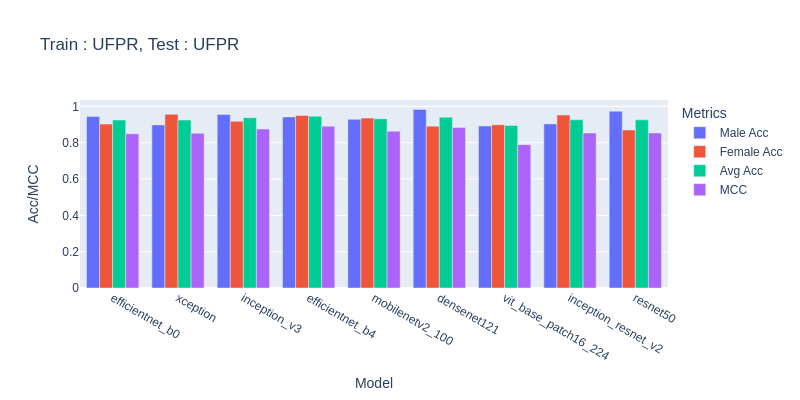 Train : UFPR, Test : UFPR
Metrics
Male Acc
Female Acc
Avg Acc
MCC
Acc/MCC
1
0.8
0.6
0.4
0.2
0
efficientnet_b0
xception
inception_v3
efficientnet_b4
mobilenetv2_100
densenet121
vit_base_patch16_224
inception_resnet_v2
resnet50
Model